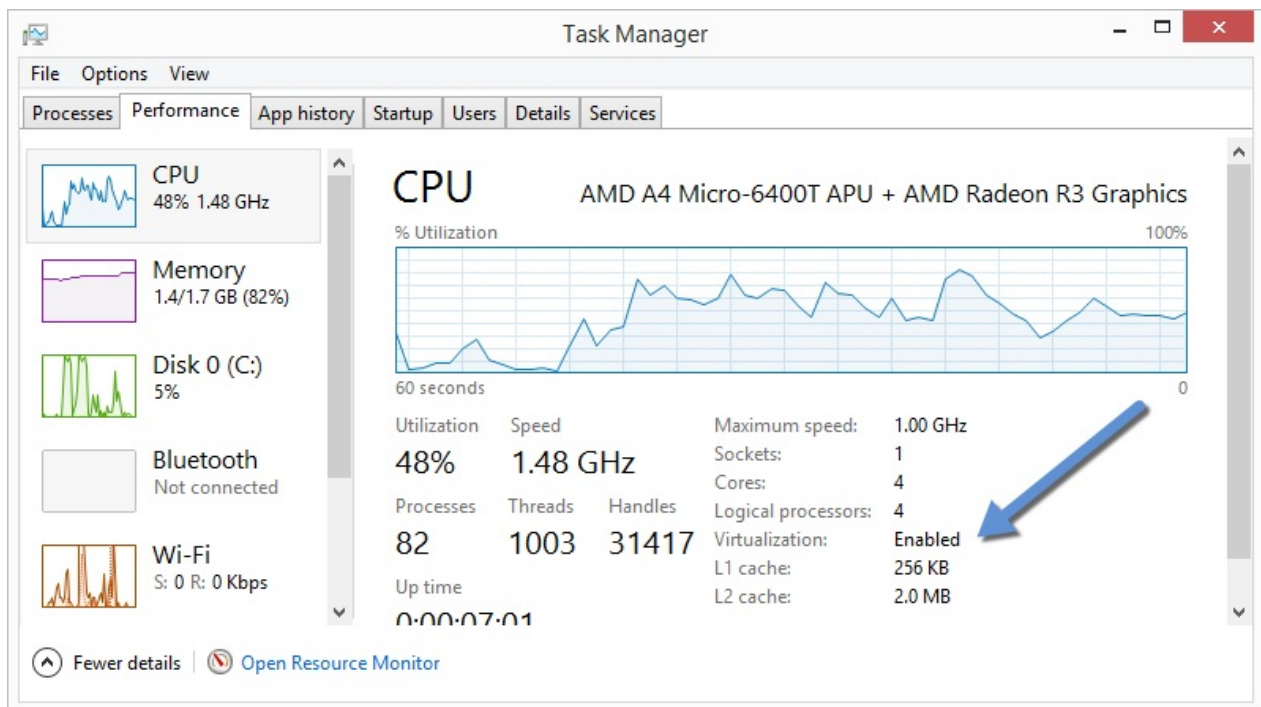 Task Manager
File Options View
Processes Performance App history Startup Users Details Services
CPU
48% 1.48 GHz
Memory
1.4/1.7 GB (82%)
Disk 0 (C:)
5%
Bluetooth
Not connected
Wi-Fi
S: 0 R: 0 Kbps
CPU AMD A4 Micro-6400T APU + AMD Radeon R3 Graphics
% Utilization 100%
60 seconds 0
Utilization Speed
48% 1.48 GHz
Processes Threads Handles
82 1003 31417
Up time
0:00:07:01
Maximum speed: 1.00 GHz
Sockets: 1
Cores: 4
Logical processors: 4
Virtualization: Enabled
L1 cache: 256 KB
L2 cache: 2.0 MB
Fewer details Open Resource Monitor